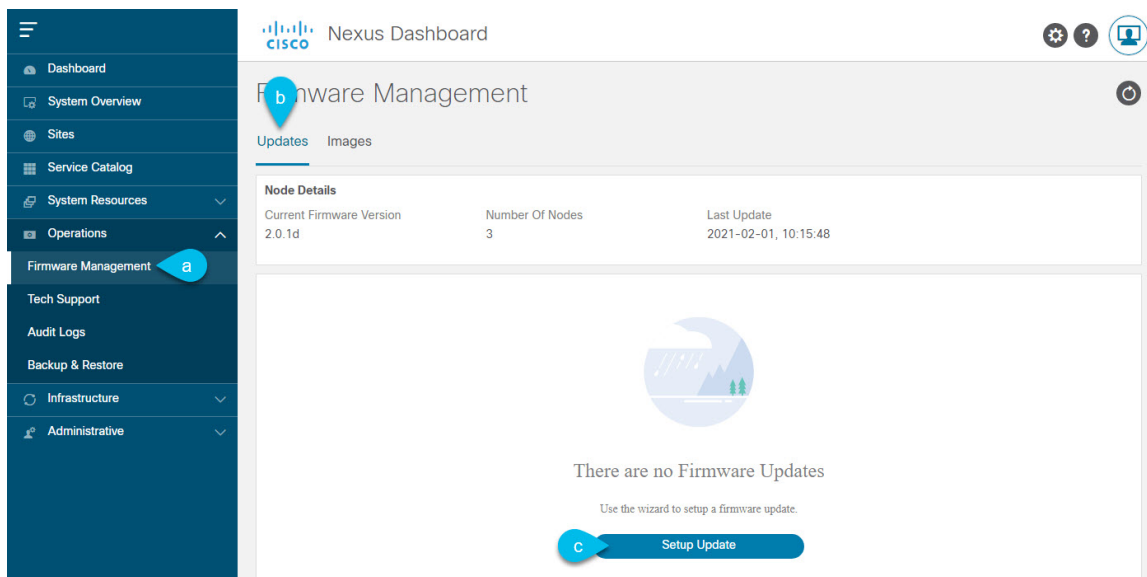 cisco Nexus Dashboard
?
Dashboard
System Overview
Sites
Service Catalog
System Resources
Operations
Firmware Management
a
Tech Support
Audit Logs
Backup & Restore
Infrastructure
Administrative
Firmware Management
b
Updates Images
Node Details
Current Firmware Version Number Of Nodes Last Update
2.0.1d 3 2021-02-01, 10:15:48
There are no Firmware Updates
Use the wizard to setup a firmware update.
c Setup Update